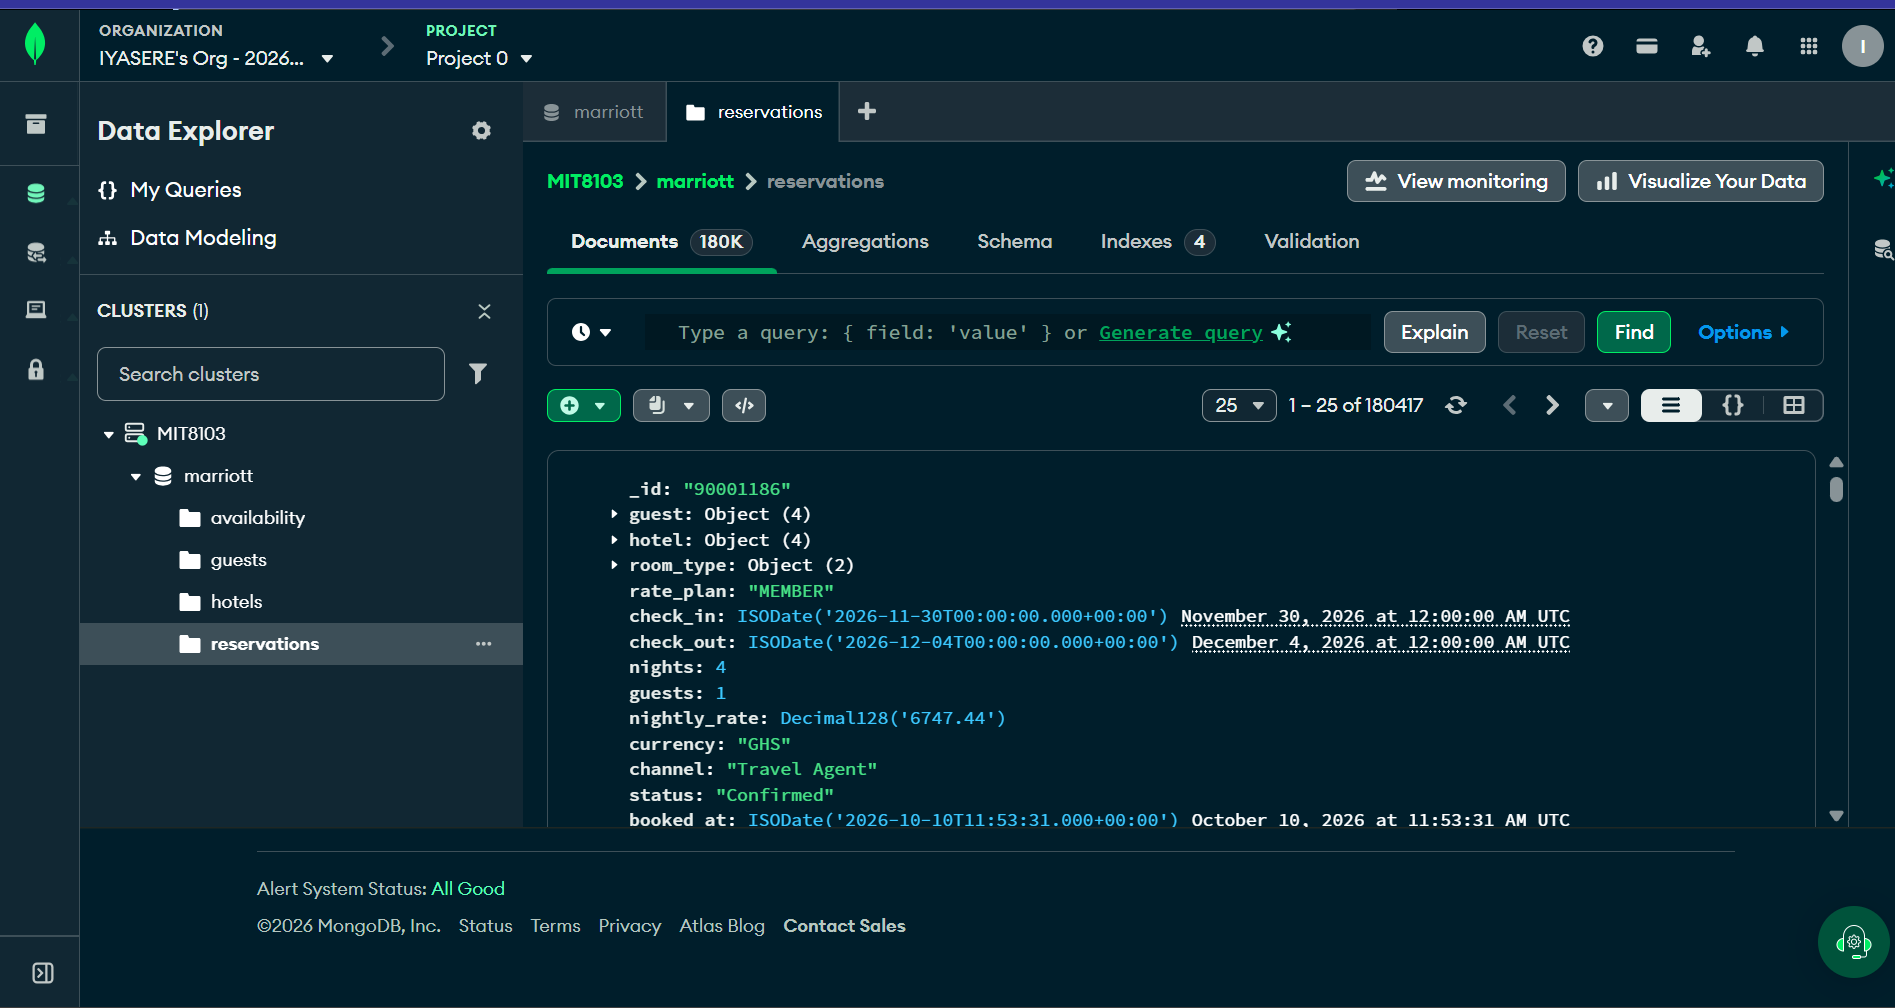 ORGANIZATION
IYASERE's Org - 2026...
PROJECT
Project 0
I
Data Explorer
My Queries
Data Modeling
CLUSTERS (1)
Search clusters
MIT8103
marriott
availability
guests
hotels
reservations
marriott
reservations
MIT8103 > marriott > reservations
View monitoring
Visualize Your Data
Documents 180K
Aggregations
Schema
Indexes 4
Validation
Type a query: { field: 'value' } or Generate query
Explain
Reset
Find
Options
25
1 – 25 of 180417
_id: "90001186"
guest: Object (4)
hotel: Object (4)
room_type: Object (2)
rate_plan: "MEMBER"
check_in: ISODate('2026-11-30T00:00:00.000+00:00') November 30, 2026 at 12:00:00 AM UTC
check_out: ISODate('2026-12-04T00:00:00.000+00:00') December 4, 2026 at 12:00:00 AM UTC
nights: 4
guests: 1
nightly_rate: Decimal128('6747.44')
currency: "GHS"
channel: "Travel Agent"
status: "Confirmed"
booked at: ISODate('2026-10-10T11:53:31.000+00:00') October 10, 2026 at 11:53:31 AM UTC
Alert System Status: All Good
©2026 MongoDB, Inc. Status Terms Privacy Atlas Blog Contact Sales